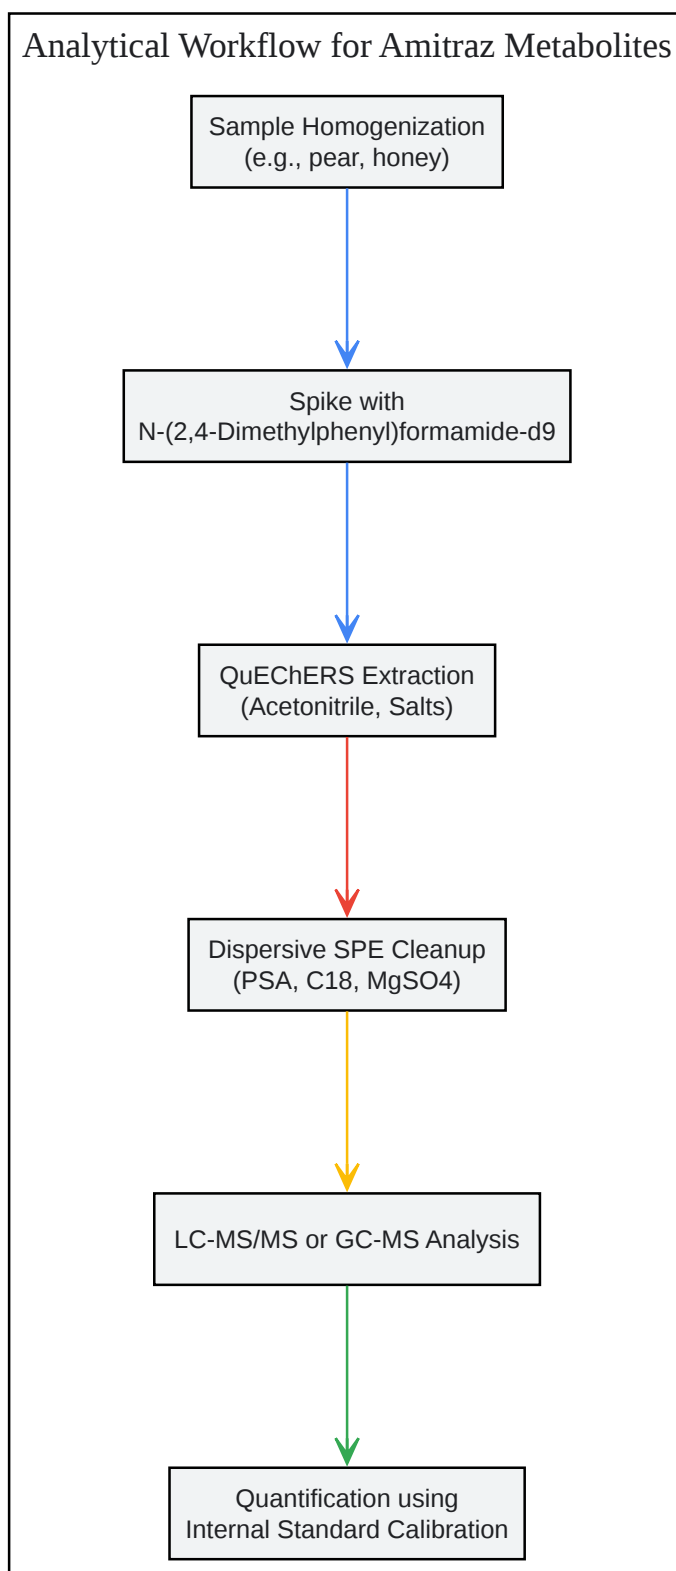 Analytical Workflow for Amitraz Metabolites
Sample Homogenization
(e.g., pear, honey)
Spike with
N-(2,4-Dimethylphenyl)formamide-d9
QuEChERS Extraction
(Acetonitrile, Salts)
Dispersive SPE Cleanup
(PSA, C18, MgSO4)
LC-MS/MS or GC-MS Analysis
Quantification using
Internal Standard Calibration